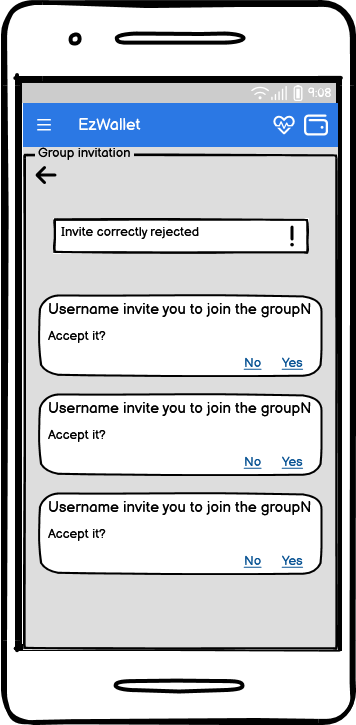 9:08
EzWallet
Group invitation
Invite correctly rejected
Username invite you to join the groupN
Accept it?
No Yes
Username invite you to join the groupN
Accept it?
No Yes
Username invite you to join the groupN
Accept it?
No Yes